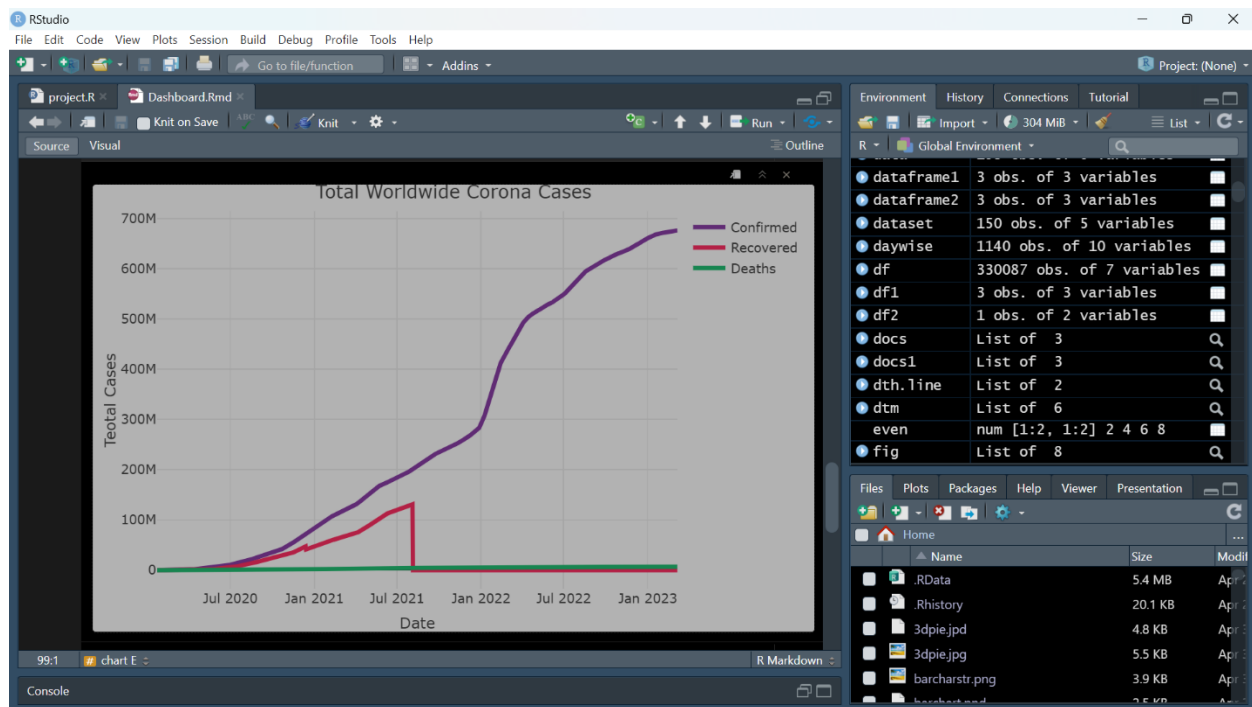 RStudio
File Edit Code View Plots Session Build Debug Profile Tools Help
Go to file/function
Addins
Project: (None)
project.R
Dashboard.Rmd
Knit on Save
ABC
Knit
Run
Source
Visual
Outline
Total Worldwide Corona Cases
700M
600M
500M
400M
300M
200M
100M
0
Teotal Cases
Jul 2020 Jan 2021 Jul 2021 Jan 2022 Jul 2022 Jan 2023
Date
Confirmed
Recovered
Deaths
99:1
# chart E
R Markdown
Console
Environment History Connections Tutorial
Import
304 MiB
List
R
Global Environment
dataframe1 3 obs. of 3 variables
dataframe2 3 obs. of 3 variables
dataset 150 obs. of 5 variables
daywise 1140 obs. of 10 variables
df 330087 obs. of 7 variables
df1 3 obs. of 3 variables
df2 1 obs. of 2 variables
docs List of 3
docs1 List of 3
dth.line List of 2
dtm List of 6
even num [1:2, 1:2] 2 4 6 8
fig List of 8
Files Plots Packages Help Viewer Presentation
Home
...
Name Size Modif
.RData 5.4 MB Apr
.Rhistory 20.1 KB Apr
3dpie.jpd 4.8 KB Apr
3dpie.jpg 5.5 KB Apr
barcharstr.png 3.9 KB Apr